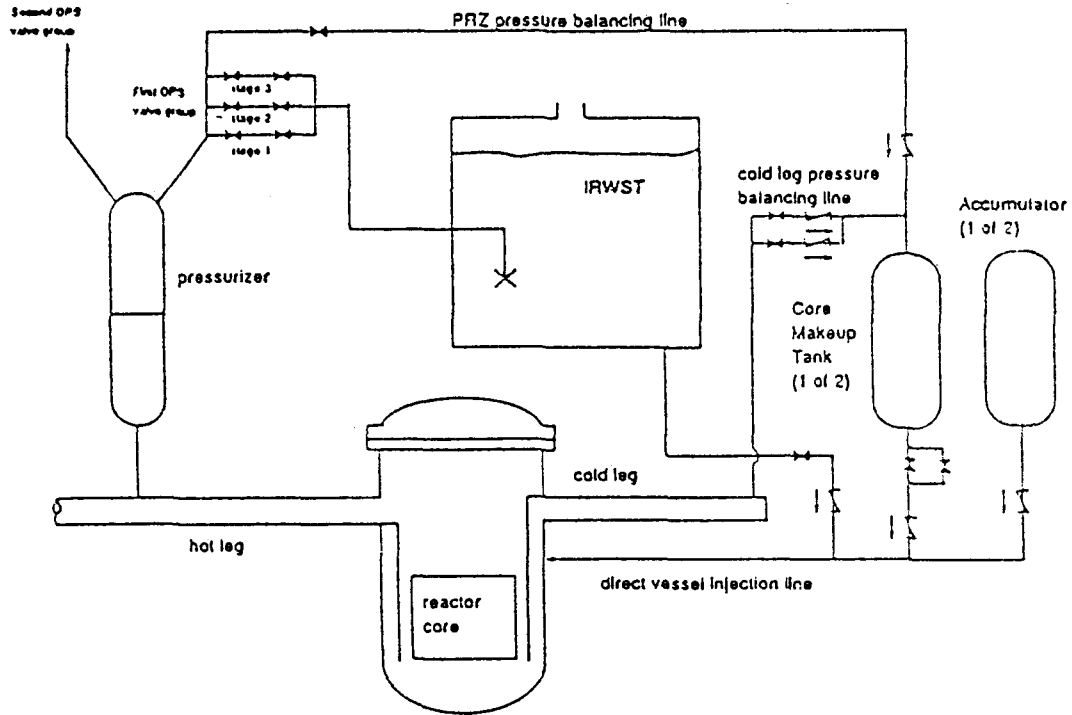 Second DPS
valve group
PRZ pressure balancing line
First DPS
valve group
stage 3
stage 2
stage 1
IRWST
cold leg pressure
balancing line
Accumulator
(1 of 2)
pressurizer
Core
Makeup
Tank
(1 of 2)
cold leg
hot leg
direct vessel injection line
reactor
core